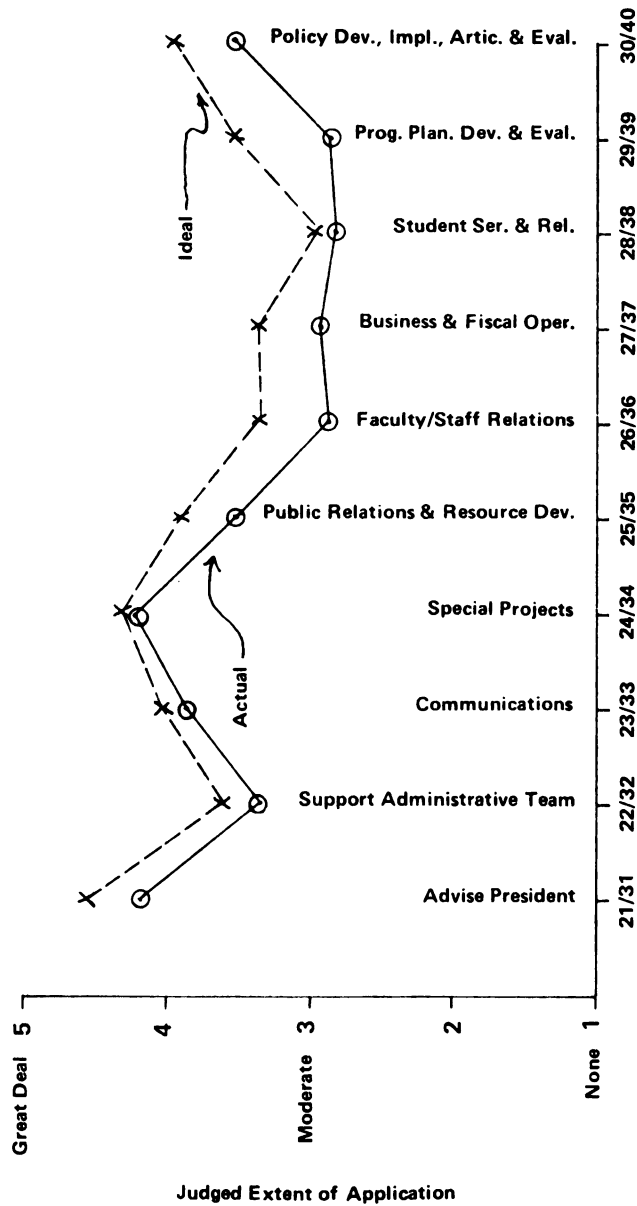 Policy Dev., Impl., Artic. & Eval.
30/40
Prog. Plan. Dev. & Eval.
29/39
Ideal
Student Ser. & Rel.
28/38
Business & Fiscal Oper.
27/37
Faculty/Staff Relations
26/36
Public Relations & Resource Dev.
25/35
Special Projects
24/34
Actual
Communications
23/33
Support Administrative Team
22/32
Advise President
21/31
Great Deal 5
4
Moderate 3
2
None 1
Judged Extent of Application